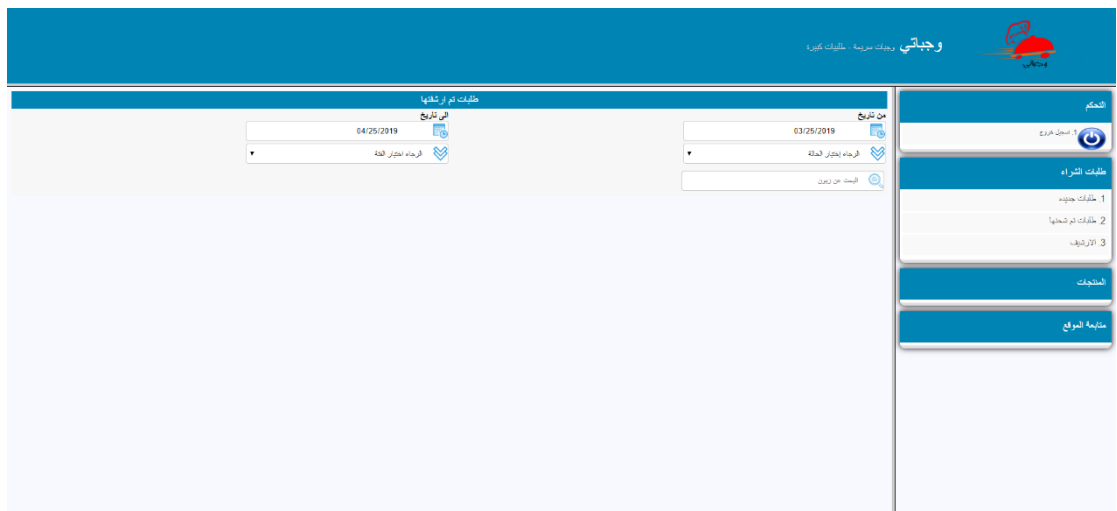 وجباتي وجبات سريعة - طلبيات كبيرة
وجباتي
التحكم
1. تسجيل خروج
طلبات الشراء
1. طلبات جديده
2. طلبات تم شحنها
3. الارشيف
المنتجات
متابعة الموقع
طلبات تم ارشفتها
من تاريخ
الى تاريخ
03/25/2019
04/25/2019
الرجاء إختيار الحالة
الرجاء اختيار الفئة
البحث عن زبون